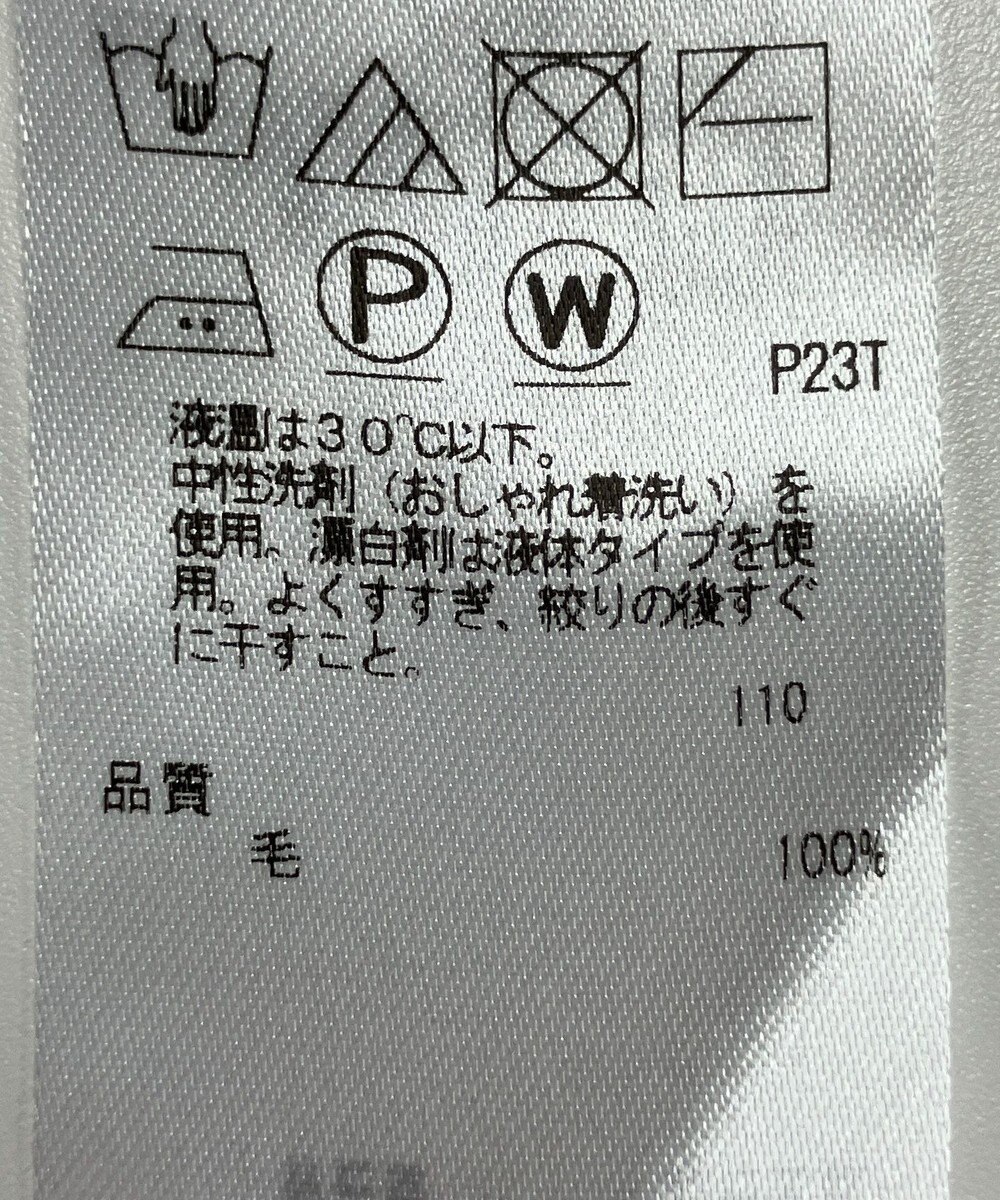 P
W
P23T
液温は30℃以下。
中性洗剤（おしゃれ着洗い）を
使用。漂白剤は液体タイプを使
用。よくすすぎ、絞りの後すぐ
に干すこと。
110
品質
毛 100%